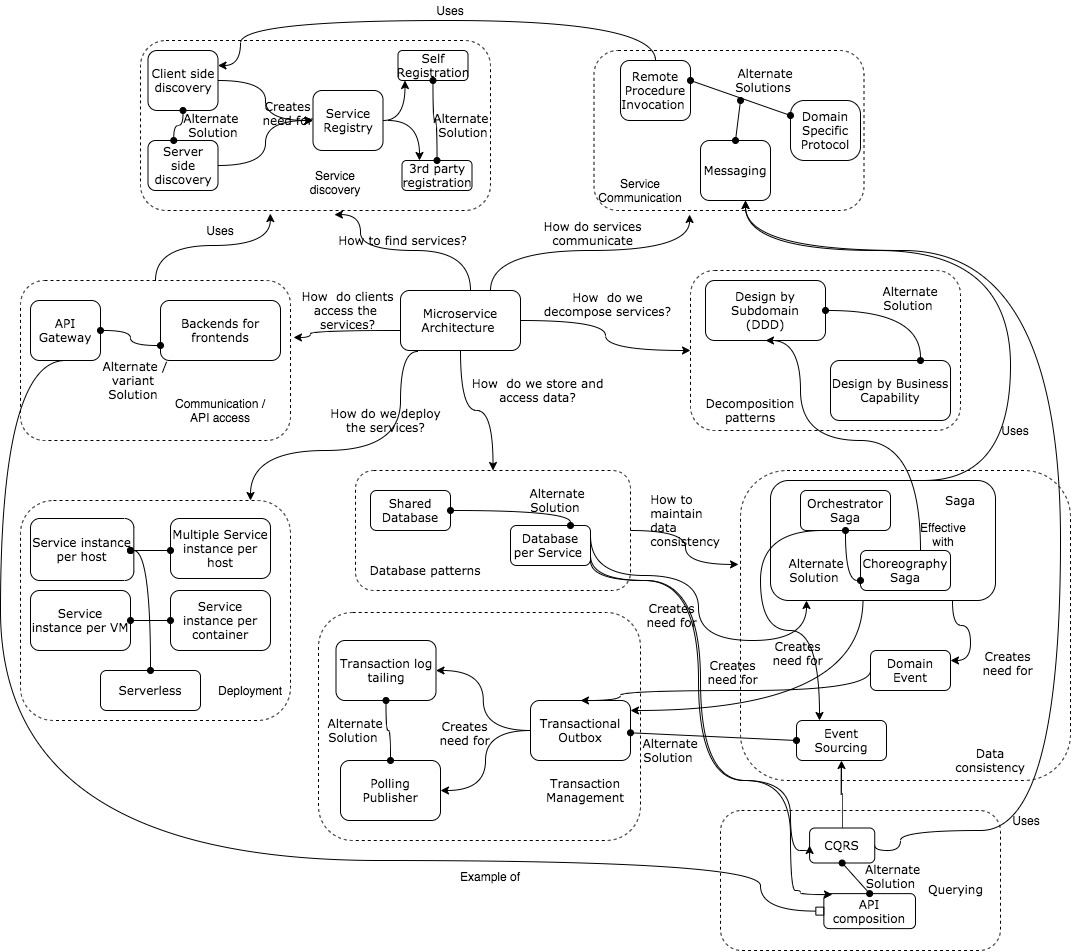 Uses
Client side
discovery
Alternate
Solution
Server
side
discovery
Creates
need for
Service
Registry
Self
Registration
Alternate
Solution
3rd party
registration
Service
discovery
Remote
Procedure
Invocation
Alternate
Solutions
Domain
Specific
Protocol
Messaging
Service
Communication
Uses
How to find services?
How do services
communicate
API
Gateway
Backends for
frontends
Alternate /
variant
Solution
Communication /
API access
How do clients
access the
services?
Microservice
Architecture
How do we
decompose services?
Design by
Subdomain
(DDD)
Alternate
Solution
Design by Business
Capability
Decomposition
patterns
How do we deploy
the services?
How do we store and
access data?
Uses
Service instance
per host
Multiple Service
instance per
host
Service
instance per VM
Service
instance per
container
Serverless
Deployment
Shared
Database
Alternate
Solution
Database
per Service
Database patterns
How to
maintain
data
consistency
Orchestrator
Saga
Saga
Effective
with
Alternate
Solution
Choreography
Saga
Creates
need for
Creates
need for
Creates
need for
Domain
Event
Creates
need for
Transaction log
tailing
Alternate
Solution
Creates
need for
Polling
Publisher
Transactional
Outbox
Transaction
Management
Alternate
Solution
Event
Sourcing
Data
consistency
CQRS
Uses
Alternate
Solution
Querying
API
composition
Example of